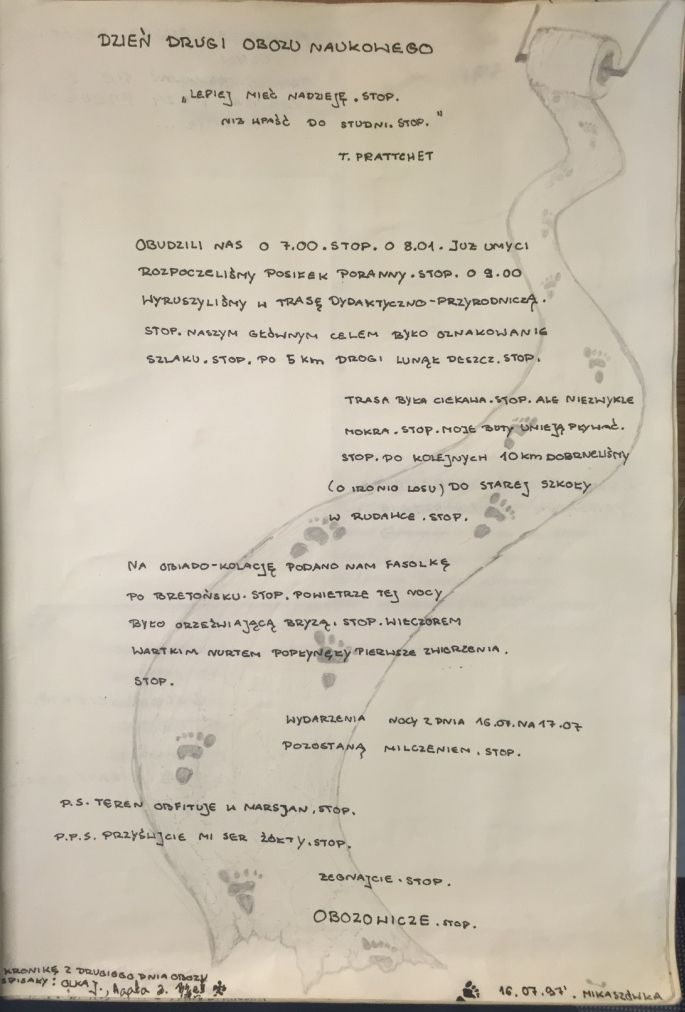 DZIEŃ DRUGI OBOZU NAUKOWEGO
„LEPIEJ MIEĆ NADZIEJĘ . STOP.
NIŻ WPAŚĆ DO STUDNI. STOP."
T. PRATTCHET
OBUDZILI NAS O 7.00. STOP. O 8.01. JUŻ UMYCI
ROZPOCZELIŚMY POSIŁEK PORANNY. STOP. O 9.00
WYRUSZYLIŚMY W TRASĘ DYDAKTYCZNO-PRZYRODNICZĄ.
STOP. NASZYM GŁÓWNYM CELEM BYŁO OZNAKOWANIE
SZLAKU. STOP. PO 5 km DROGI LUNĄŁ DESZCZ. STOP.
TRASA BYŁA CIEKAWA. STOP. ALE NIEZWYKLE
MOKRA. STOP. MOJE BUTY UMIEJĄ PŁYWAĆ.
STOP. PO KOLEJNYCH 10 km DOBRNELIŚMY
(O IRONIO LOSU) DO STAREJ SZKOŁY
W RUDAWCE. STOP.
NA OBIADO-KOLACJĘ PODANO NAM FASOLKĘ
PO BRETOŃSKU. STOP. POWIETRZE TEJ NOCY
BYŁO ORZEŹWIAJĄCĄ BRYZĄ. STOP. WIECZOREM
WARTKIM NURTEM POPŁYNĘŁY PIERWSZE ZWIERZENIA.
STOP.
WYDARZENIA NOCY Z DNIA 16.07. NA 17.07
POZOSTANĄ MILCZENIEM. STOP.
P.S. TEREN OBFITUJE W MARSJAN. STOP.
P.P.S. PRZYŚLIJCIE MI SER ŻÓŁTY. STOP.
ŻEGNAJCIE. STOP.
OBOZOWICZE. STOP.
KRONIKĘ Z DRUGIEGO DNIA OBOZU
SPISAŁY: OLKA J.,
16.07.97'. MIKASZÓWKA